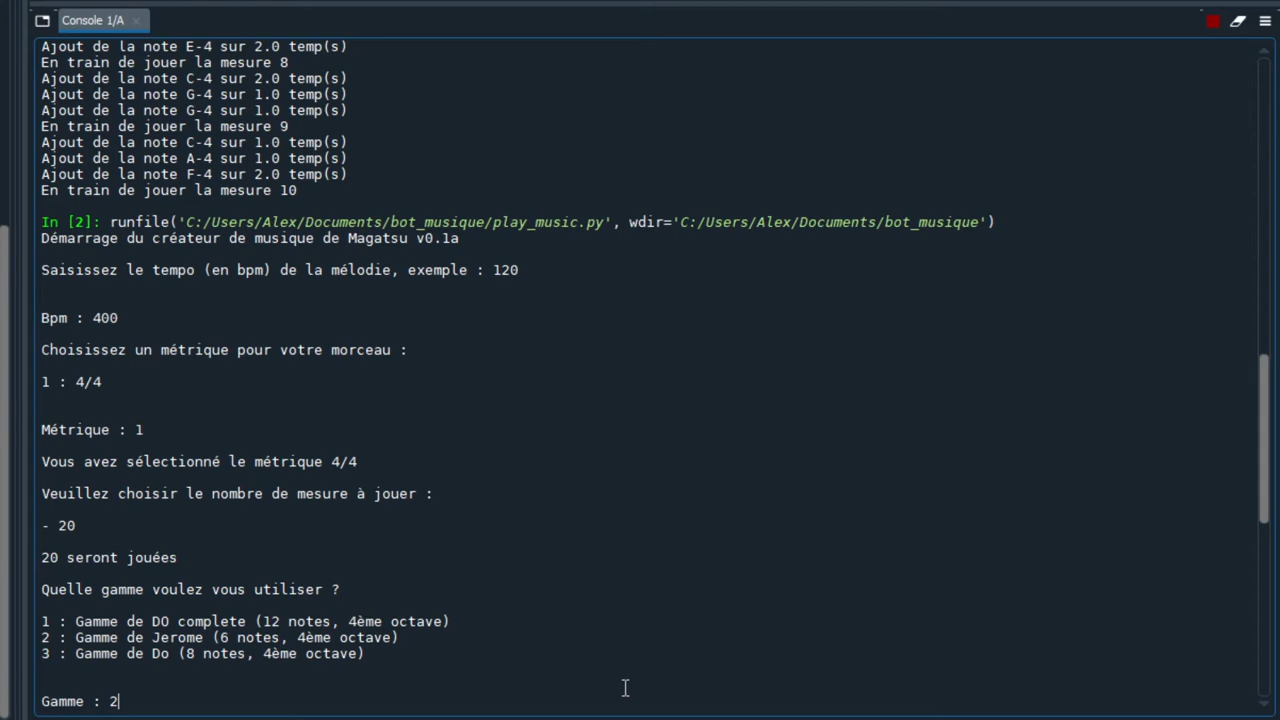 Console 1/A
Ajout de la note E-4 sur 2.0 temp(s)
En train de jouer la mesure 8
Ajout de la note C-4 sur 2.0 temp(s)
Ajout de la note G-4 sur 1.0 temp(s)
Ajout de la note G-4 sur 1.0 temp(s)
En train de jouer la mesure 9
Ajout de la note C-4 sur 1.0 temp(s)
Ajout de la note A-4 sur 1.0 temp(s)
Ajout de la note F-4 sur 2.0 temp(s)
En train de jouer la mesure 10
In [2]: runfile('C:/Users/Alex/Documents/bot_musique/play_music.py', wdir='C:/Users/Alex/Documents/bot_musique')
Démarrage du créateur de musique de Magatsu v0.1a
Saisissez le tempo (en bpm) de la mélodie, exemple : 120
Bpm : 400
Choisissez un métrique pour votre morceau :
1 : 4/4
Métrique : 1
Vous avez sélectionné le métrique 4/4
Veuillez choisir le nombre de mesure à jouer :
- 20
20 seront jouées
Quelle gamme voulez vous utiliser ?
1 : Gamme de DO complete (12 notes, 4ème octave)
2 : Gamme de Jerome (6 notes, 4ème octave)
3 : Gamme de Do (8 notes, 4ème octave)
Gamme : 2